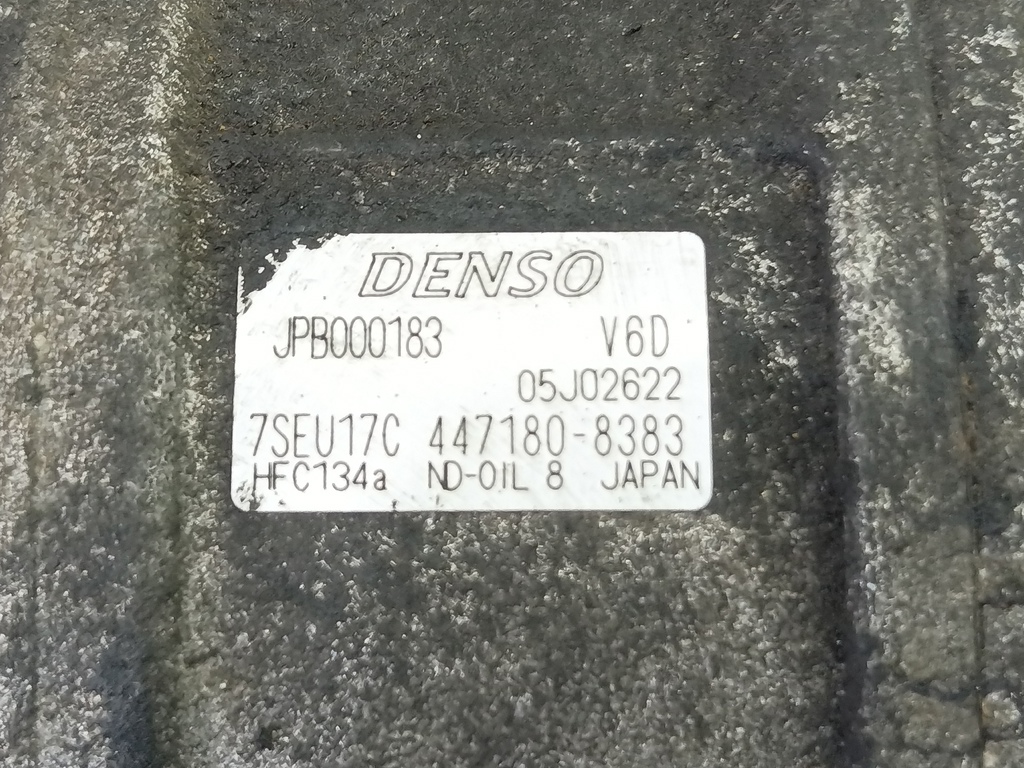 DENSO
JPB000183 V6D
05J02622
7SEU17C 447180-8383
HFC134a ND-OIL 8 JAPAN